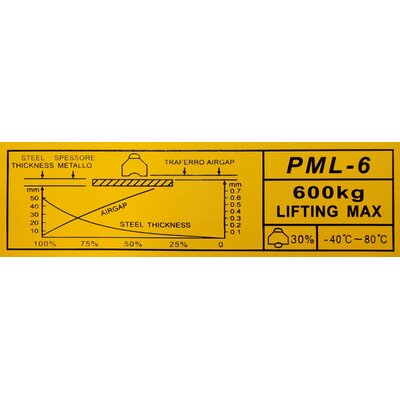 STEEL SPESSORE
THICKNESS METALLO
TRAFERRO AIRGAP
mm
50
40
30
20
10
mm
0.7
0.6
0.5
0.4
0.3
0.2
0.1
AIRGAP
STEEL THICKNESS
100% 75% 50% 25% 0
PML-6
600kg
LIFTING MAX
30% -40℃~80℃